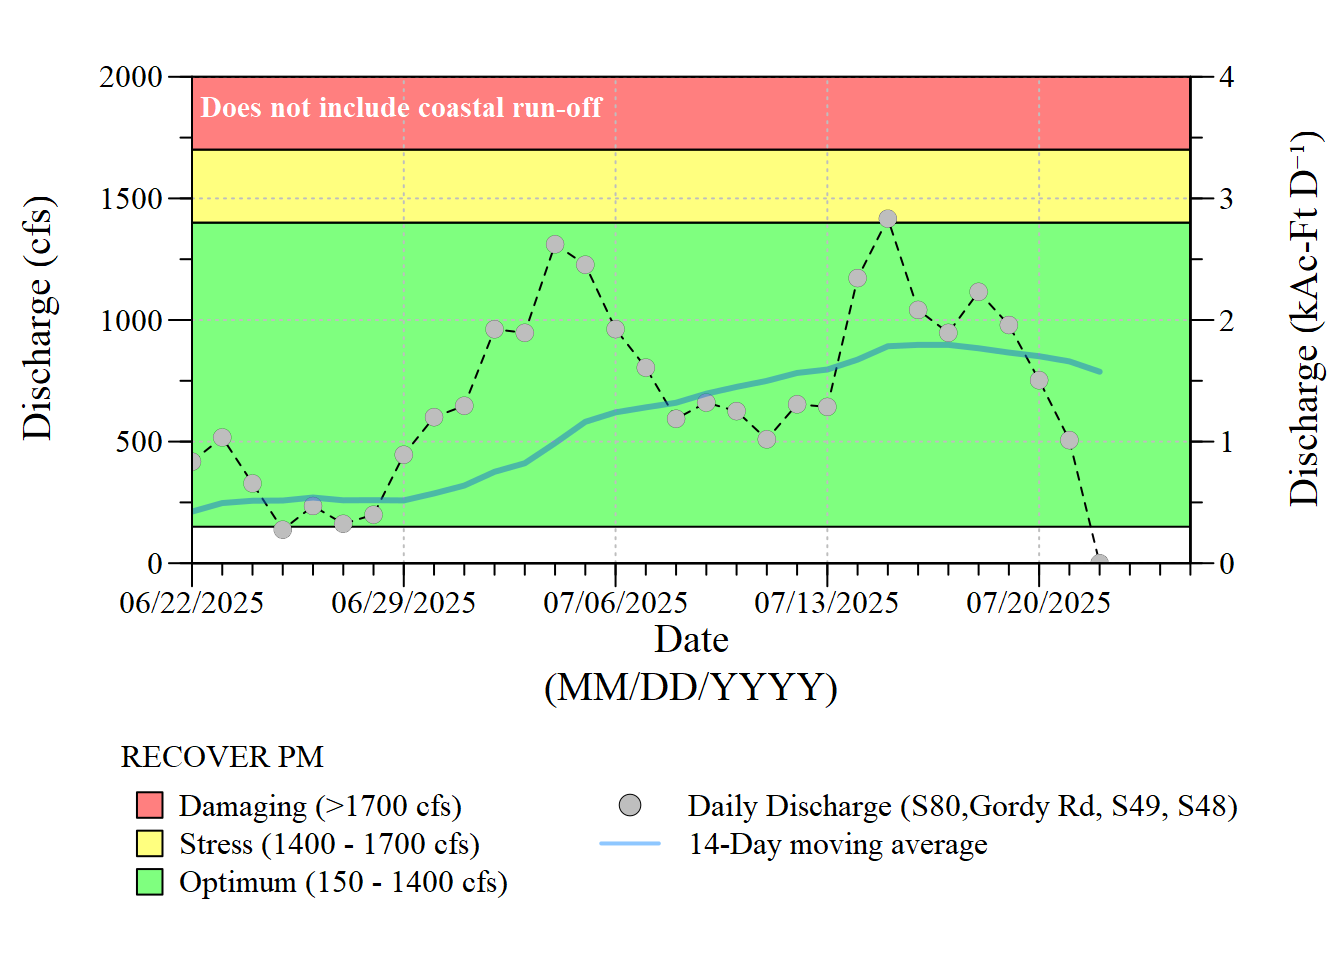 Does not include coastal run-off
2000
1500
1000
500
0
Discharge (cfs)
4
3
2
1
0
Discharge (kAc-Ft D⁻¹)
06/22/2025 06/29/2025 07/06/2025 07/13/2025 07/20/2025
Date
(MM/DD/YYYY)
RECOVER PM
Damaging (>1700 cfs)
Stress (1400 - 1700 cfs)
Optimum (150 - 1400 cfs)
Daily Discharge (S80,Gordy Rd, S49, S48)
14-Day moving average